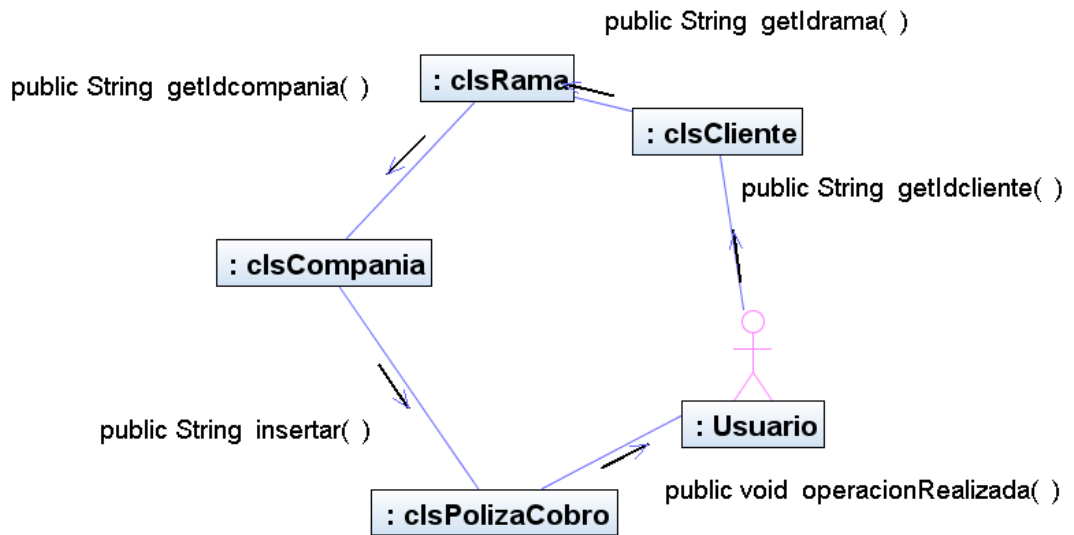 public String getIdrama( )
: clsRama
public String getIdcompania( )
: clsCliente
public String getIdcliente( )
: clsCompania
public String insertar( )
: Usuario
public void operacionRealizada( )
: clsPolizaCobro